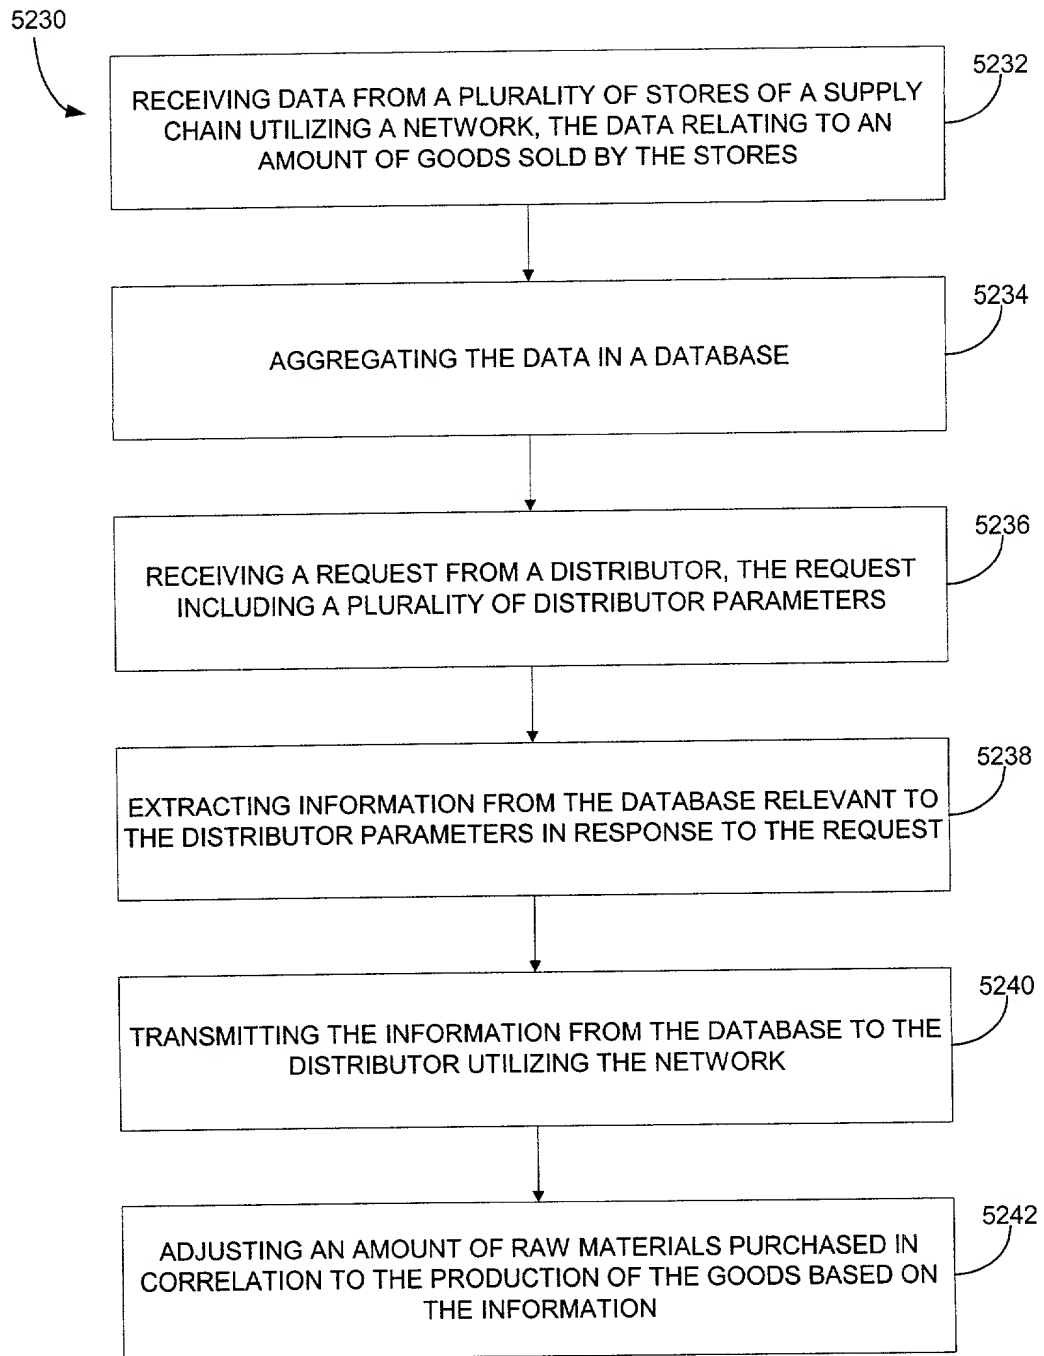 5230
5232
RECEIVING DATA FROM A PLURALITY OF STORES OF A SUPPLY
CHAIN UTILIZING A NETWORK, THE DATA RELATING TO AN
AMOUNT OF GOODS SOLD BY THE STORES
5234
AGGREGATING THE DATA IN A DATABASE
5236
RECEIVING A REQUEST FROM A DISTRIBUTOR, THE REQUEST
INCLUDING A PLURALITY OF DISTRIBUTOR PARAMETERS
5238
EXTRACTING INFORMATION FROM THE DATABASE RELEVANT TO
THE DISTRIBUTOR PARAMETERS IN RESPONSE TO THE REQUEST
5240
TRANSMITTING THE INFORMATION FROM THE DATABASE TO THE
DISTRIBUTOR UTILIZING THE NETWORK
5242
ADJUSTING AN AMOUNT OF RAW MATERIALS PURCHASED IN
CORRELATION TO THE PRODUCTION OF THE GOODS BASED ON
THE INFORMATION